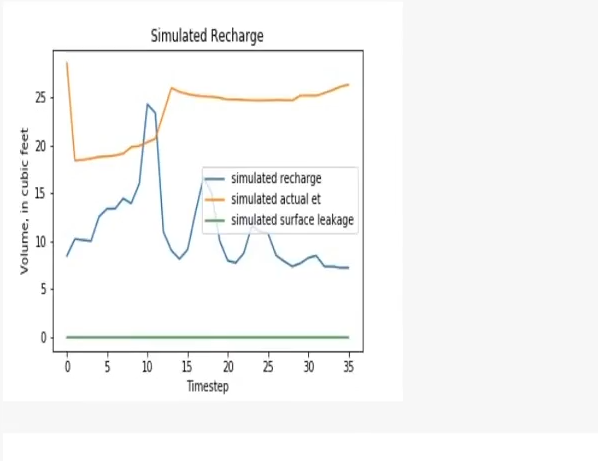 Simulated Recharge
Volume, in cubic feet
25
20
15
10
5
0
simulated recharge
simulated actual et
simulated surface leakage
0 5 10 15 20 25 30 35
Timestep